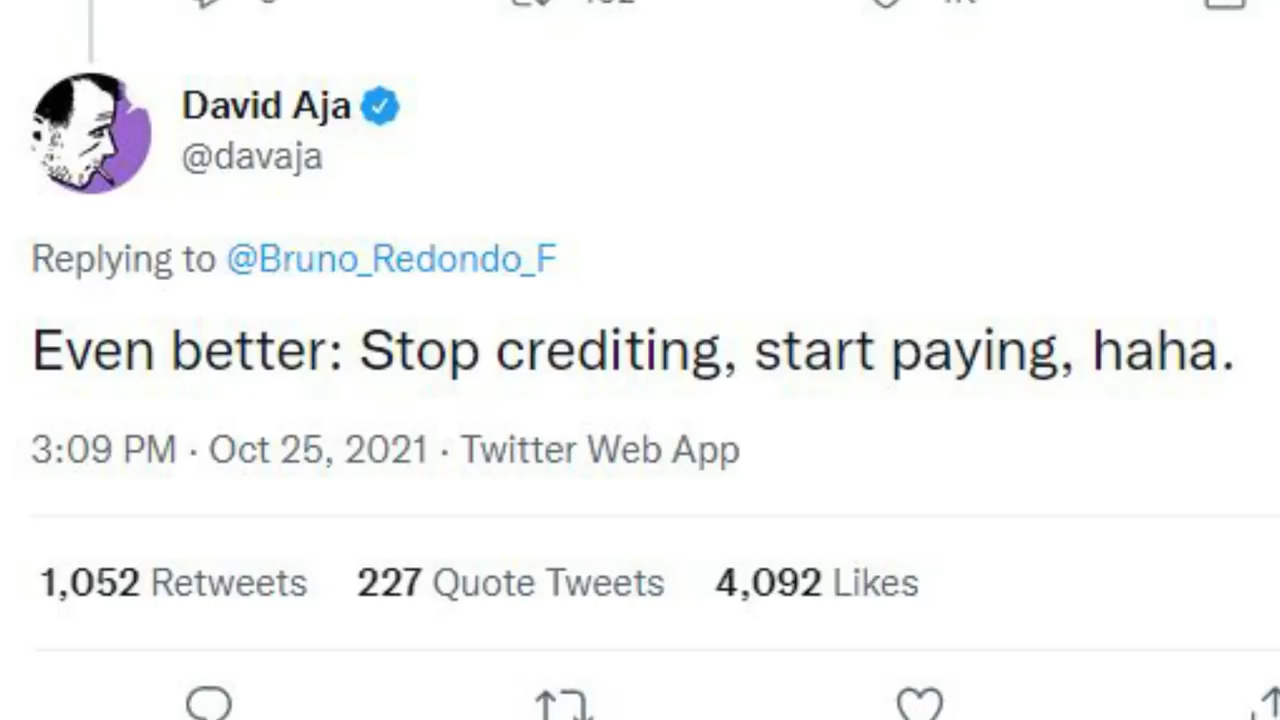 David Aja
@davaja
Replying to @Bruno_Redondo_F
Even better: Stop crediting, start paying, haha.
3:09 PM · Oct 25, 2021 · Twitter Web App
1,052 Retweets 227 Quote Tweets 4,092 Likes